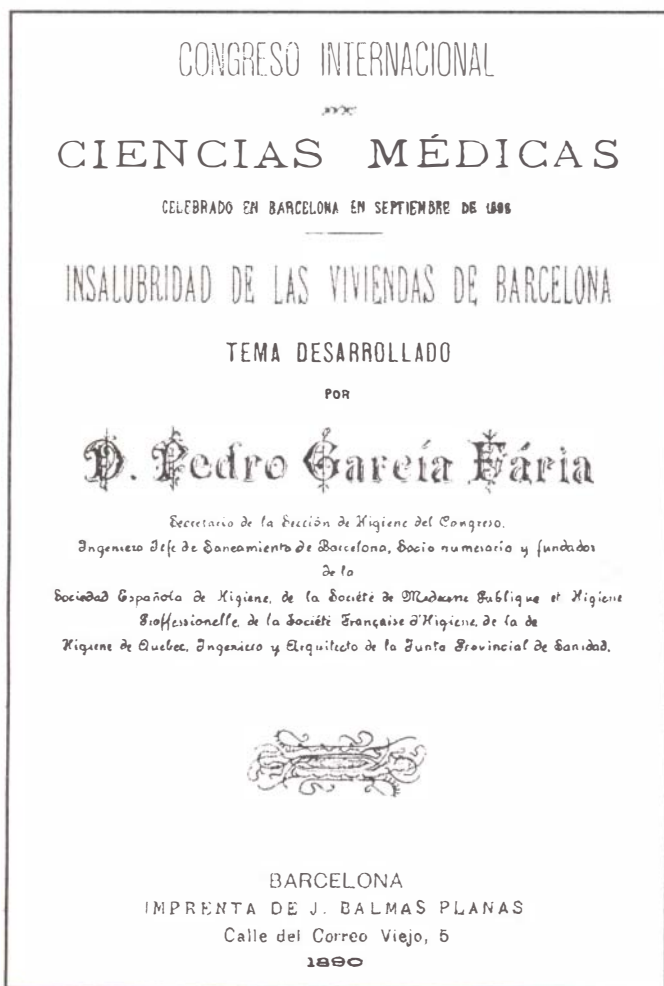 CONGRESO INTERNACIONAL
DE
CIENCIAS MÉDICAS
CELEBRADO EN BARCELONA EN SEPTIEMBRE DE
INSALUBRIDAD DE LAS VIVIENDAS DE BARCELONA
TEMA DESARROLLADO
POR
D. Pedro García Fária
Secretario de la Sección de Higiene del Congreso.
Ingeniero Jefe de Saneamiento de Barcelona, Socio numerario y fundador
de la
Sociedad Española de Higiene, de la Société de Médecine Publique et Higiene
Proffessionelle, de la Société Française d'Higiene, de la de
Higiene de Quebec, Ingeniero y Arquitecto de la Junta Provincial de Sanidad.
BARCELONA
IMPRENTA DE J. BALMAS PLANAS
Calle del Correo Viejo, 5
1890